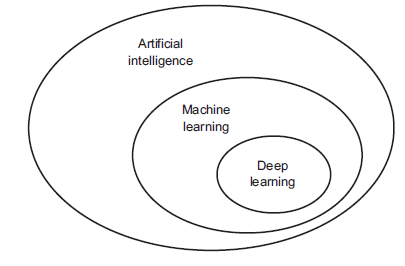 Artificial
intelligence
Machine
learning
Deep
learning